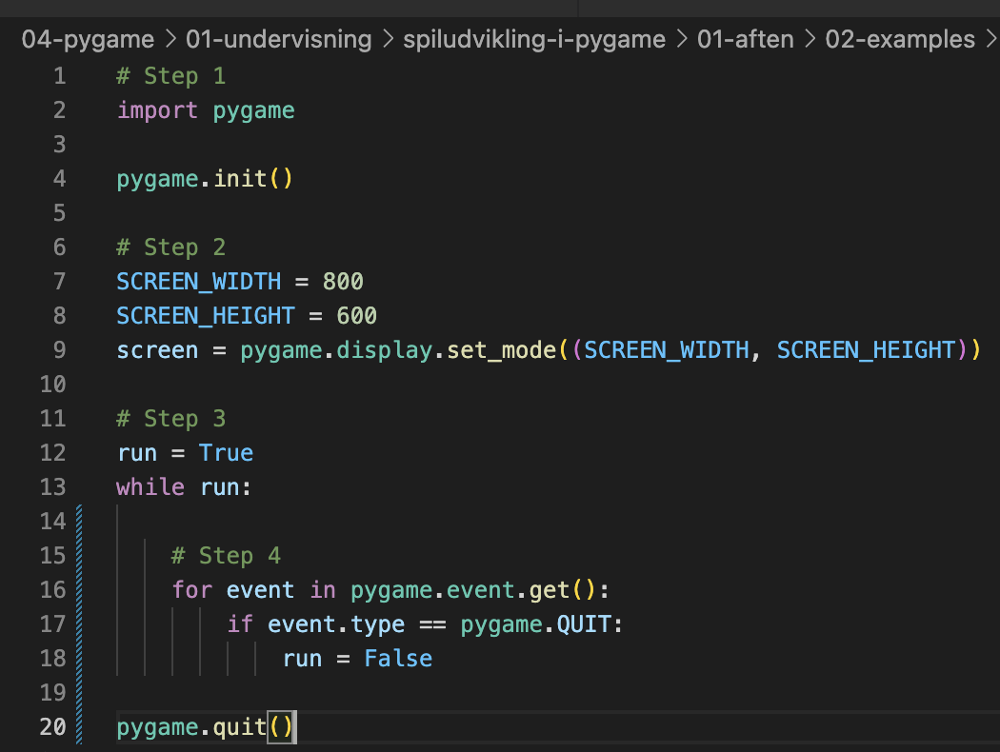 04-pygame > 01-undervisning > spiludvikling-i-pygame > 01-aften > 02-examples >
1 # Step 1
2 import pygame
3
4 pygame.init()
5
6 # Step 2
7 SCREEN_WIDTH = 800
8 SCREEN_HEIGHT = 600
9 screen = pygame.display.set_mode((SCREEN_WIDTH, SCREEN_HEIGHT))
10
11 # Step 3
12 run = True
13 while run:
14
15     # Step 4
16     for event in pygame.event.get():
17         if event.type == pygame.QUIT:
18             run = False
19
20 pygame.quit()